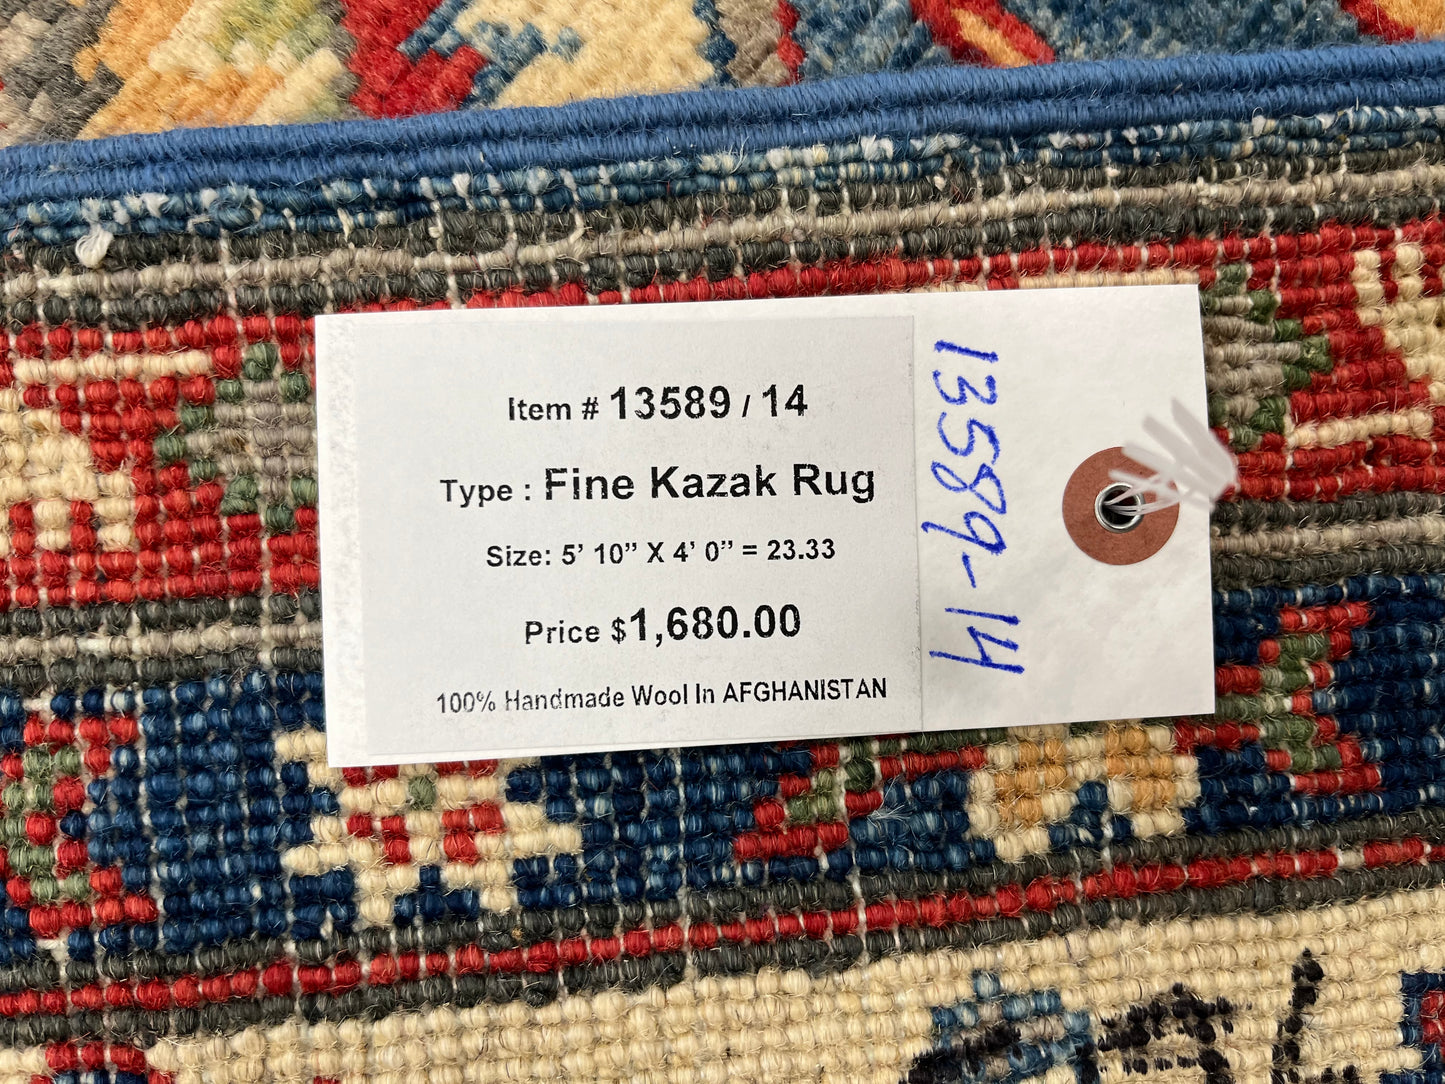 Item # 13589 / 14
Type : Fine Kazak Rug
Size: 5’ 10” X 4’ 0” = 23.33
Price $1,680.00
100% Handmade Wool In AFGHANISTAN
13589-14